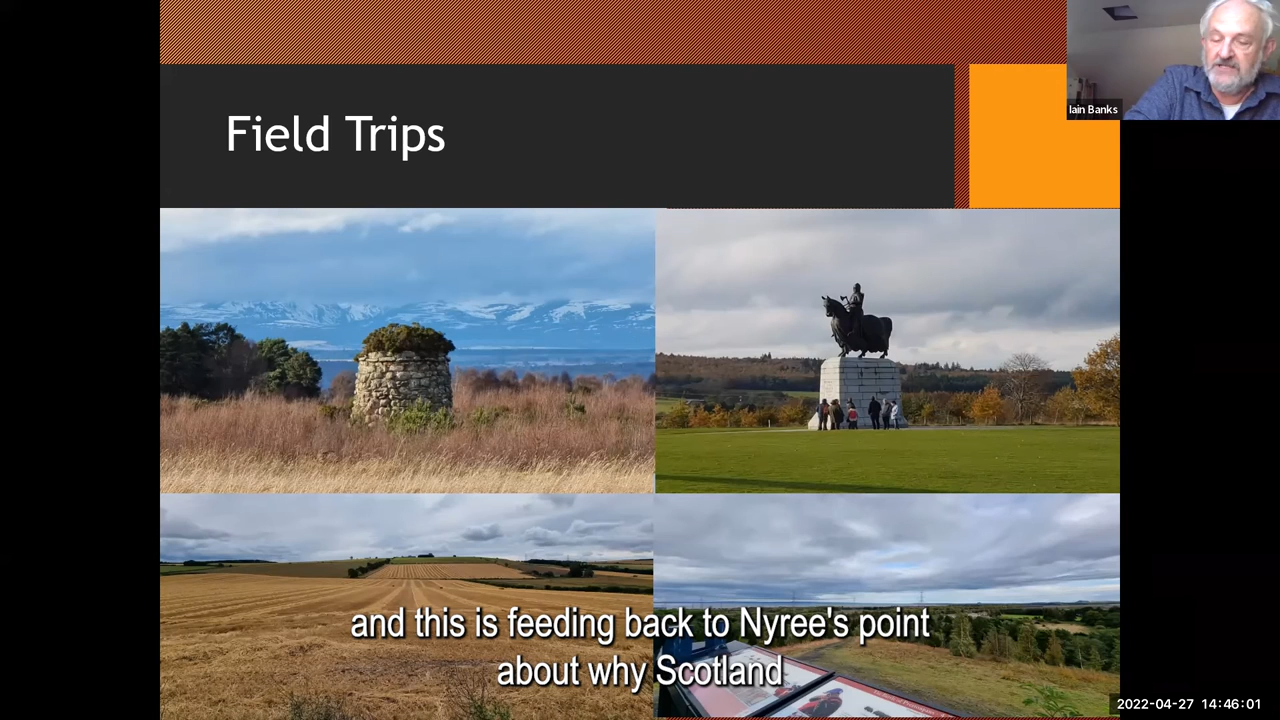 Field Trips
Iain Banks
and this is feeding back to Nyree's point
about why Scotland
2022-04-27 14:46:01